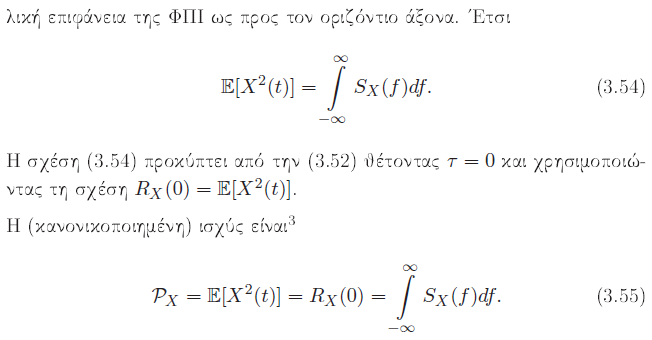 λική επιφάνεια της ΦΠΙ ως προς τον οριζόντιο άξονα. Έτσι
𝔼[X²(t)] = ∫_{-∞}^{∞} S_X(f)df. (3.54)
Η σχέση (3.54) προκύπτει από την (3.52) θέτοντας τ = 0 και χρησιμοποιώ-
ντας τη σχέση R_X(0) = 𝔼[X²(t)].
Η (κανονικοποιημένη) ισχύς είναι³
𝒫_X = 𝔼[X²(t)] = R_X(0) = ∫_{-∞}^{∞} S_X(f)df. (3.55)